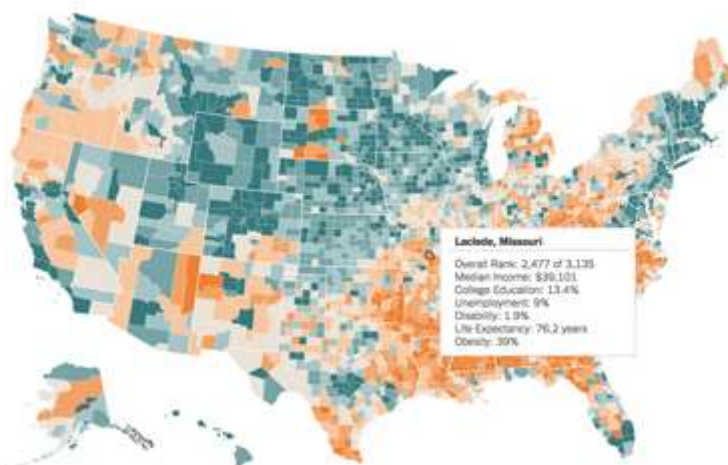 Laclede, Missouri
Overall Rank: 2,477 of 3,135
Median Income: $39,101
College Education: 13.4%
Unemployment: 9%
Disability: 1.9%
Life Expectancy: 76.2 years
Obesity: 39%